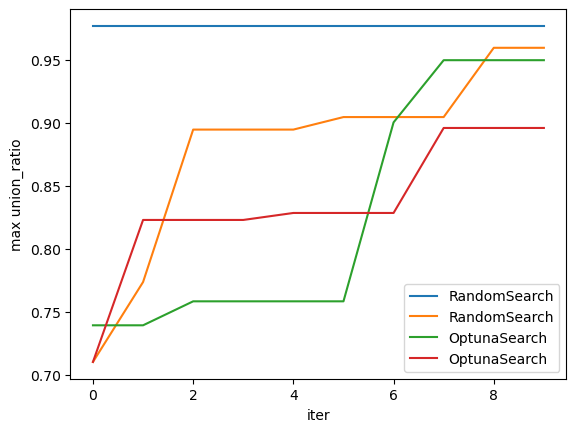 0.95
0.90
0.85
0.80
0.75
0.70
max union_ratio
RandomSearch
RandomSearch
OptunaSearch
OptunaSearch
0 2 4 6 8
iter